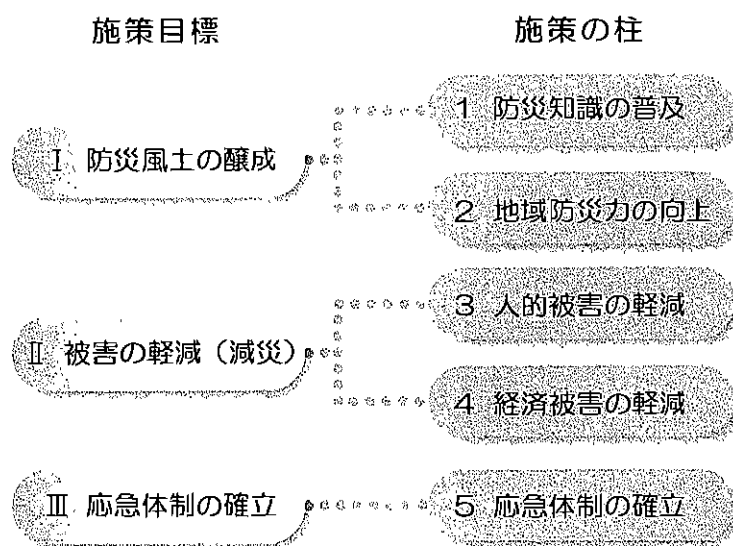 施策目標
施策の柱
Ⅰ 防災風土の醸成
1 防災知識の普及
2 地域防災力の向上
Ⅱ 被害の軽減（減災）
3 人的被害の軽減
4 経済被害の軽減
Ⅲ 応急体制の確立
5 応急体制の確立